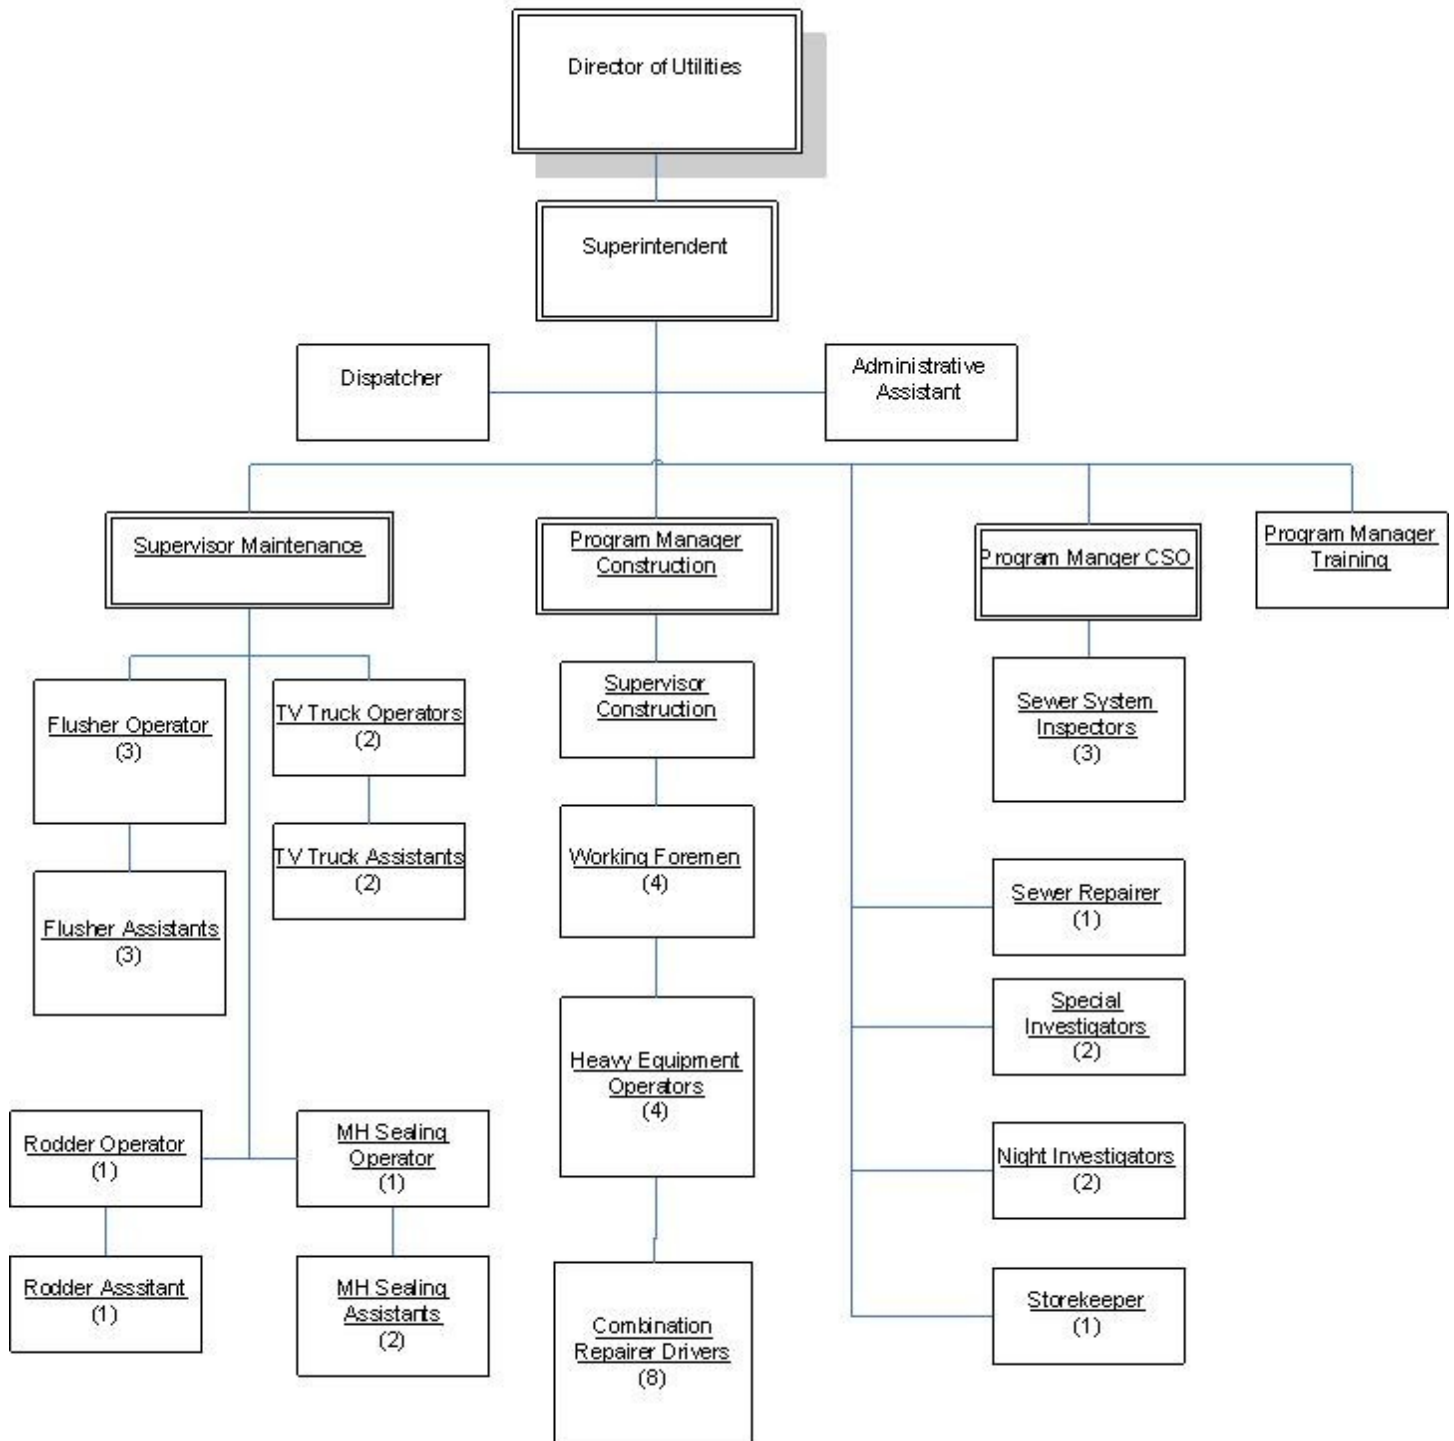 Director of Utilities
Superintendent
Dispatcher
Administrative
Assistant
Supervisor Maintenance
Program Manager
Construction
Program Manger CSO
Program Manager
Training
Flusher Operator
(3)
TV Truck Operators
(2)
Supervisor
Construction
Sewer System
Inspectors
(3)
Flusher Assistants
(3)
TV Truck Assistants
(2)
Working Foremen
(4)
Sewer Repairer
(1)
Special
Investigators
(2)
Heavy Equipment
Operators
(4)
Rodder Operator
(1)
MH Sealing
Operator
(1)
Night Investigators
(2)
Rodder Asssitant
(1)
MH Sealing
Assistants
(2)
Combination
Repairer Drivers
(8)
Storekeeper
(1)